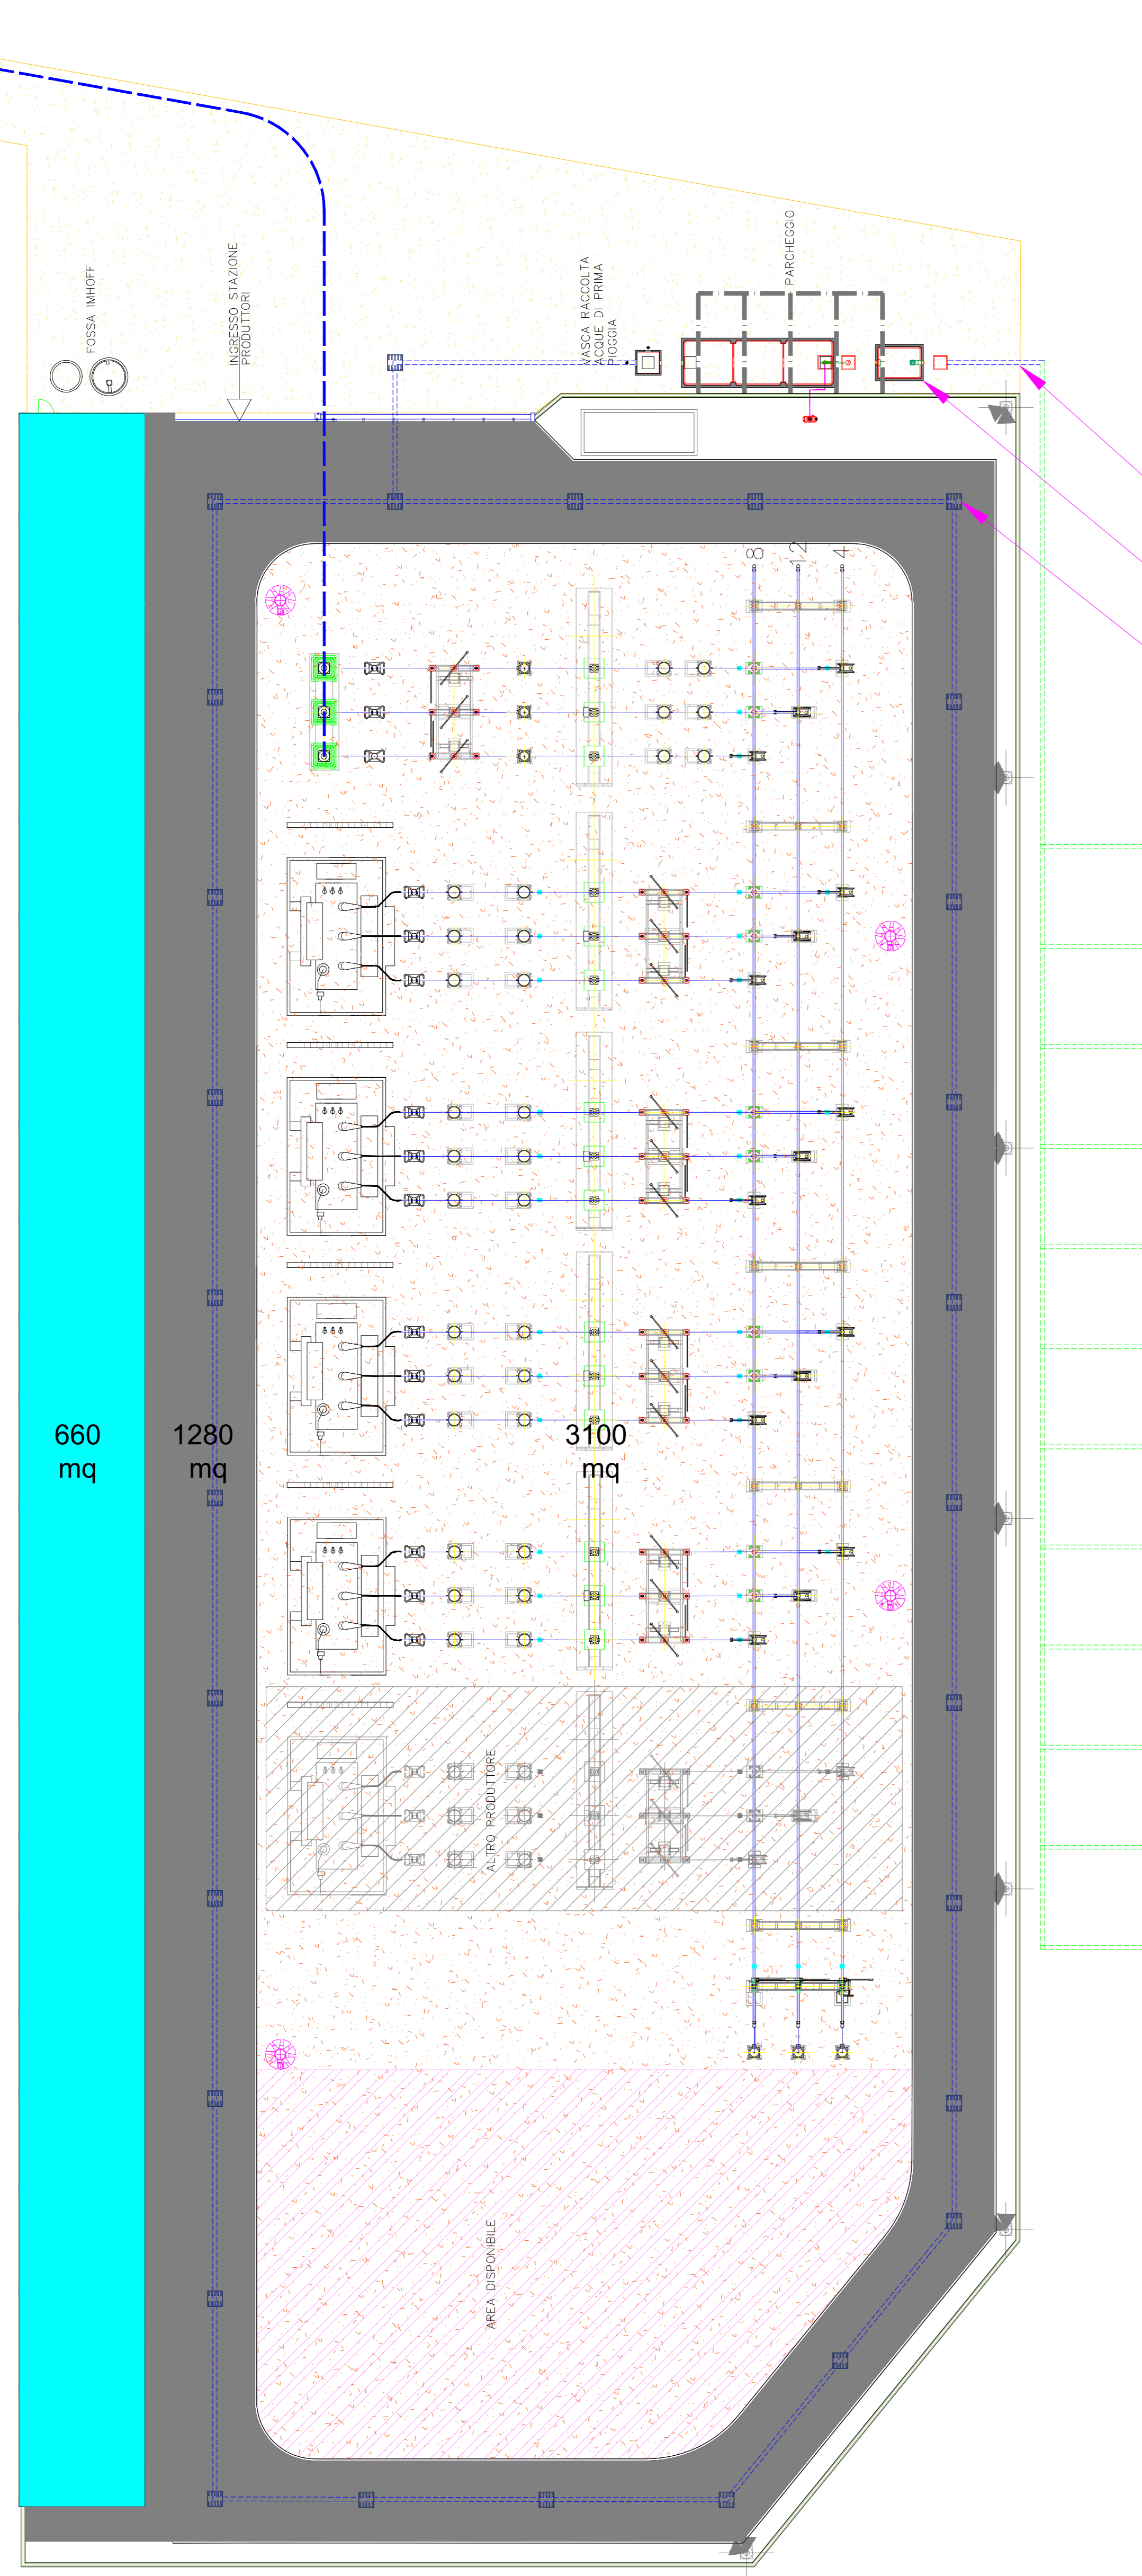 FOSSA IMHOFF
INGRESSO STAZIONE
PRODUTTORI
VASCA RACCOLTA
ACQUE DI PRIMA
PIOGGIA
PARCHEGGIO
8
12
4
660
mq
1280
mq
3100
mq
ALTRO PRODUTTORE
AREA DISPONIBILE